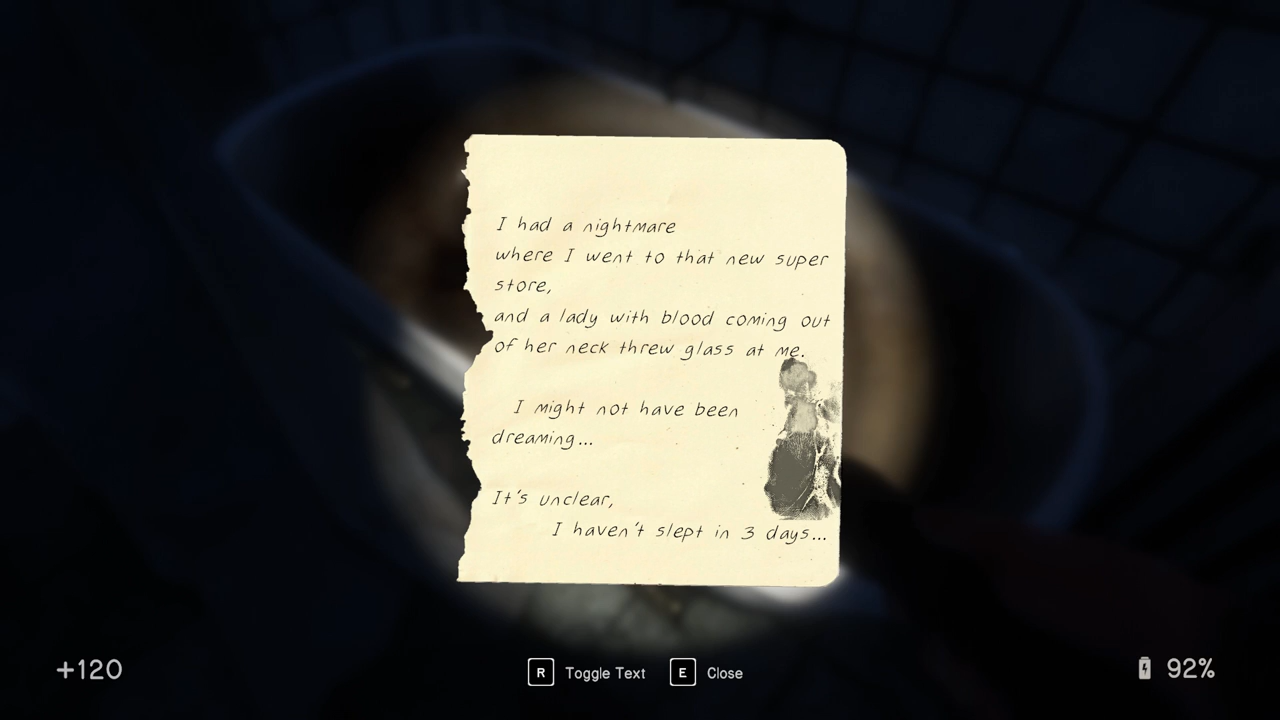 I had a nightmare
where I went to that new super
store,
and a lady with blood coming out
of her neck threw glass at me.
I might not have been
dreaming...
It's unclear,
I haven't slept in 3 days...
+120
R Toggle Text E Close
92%